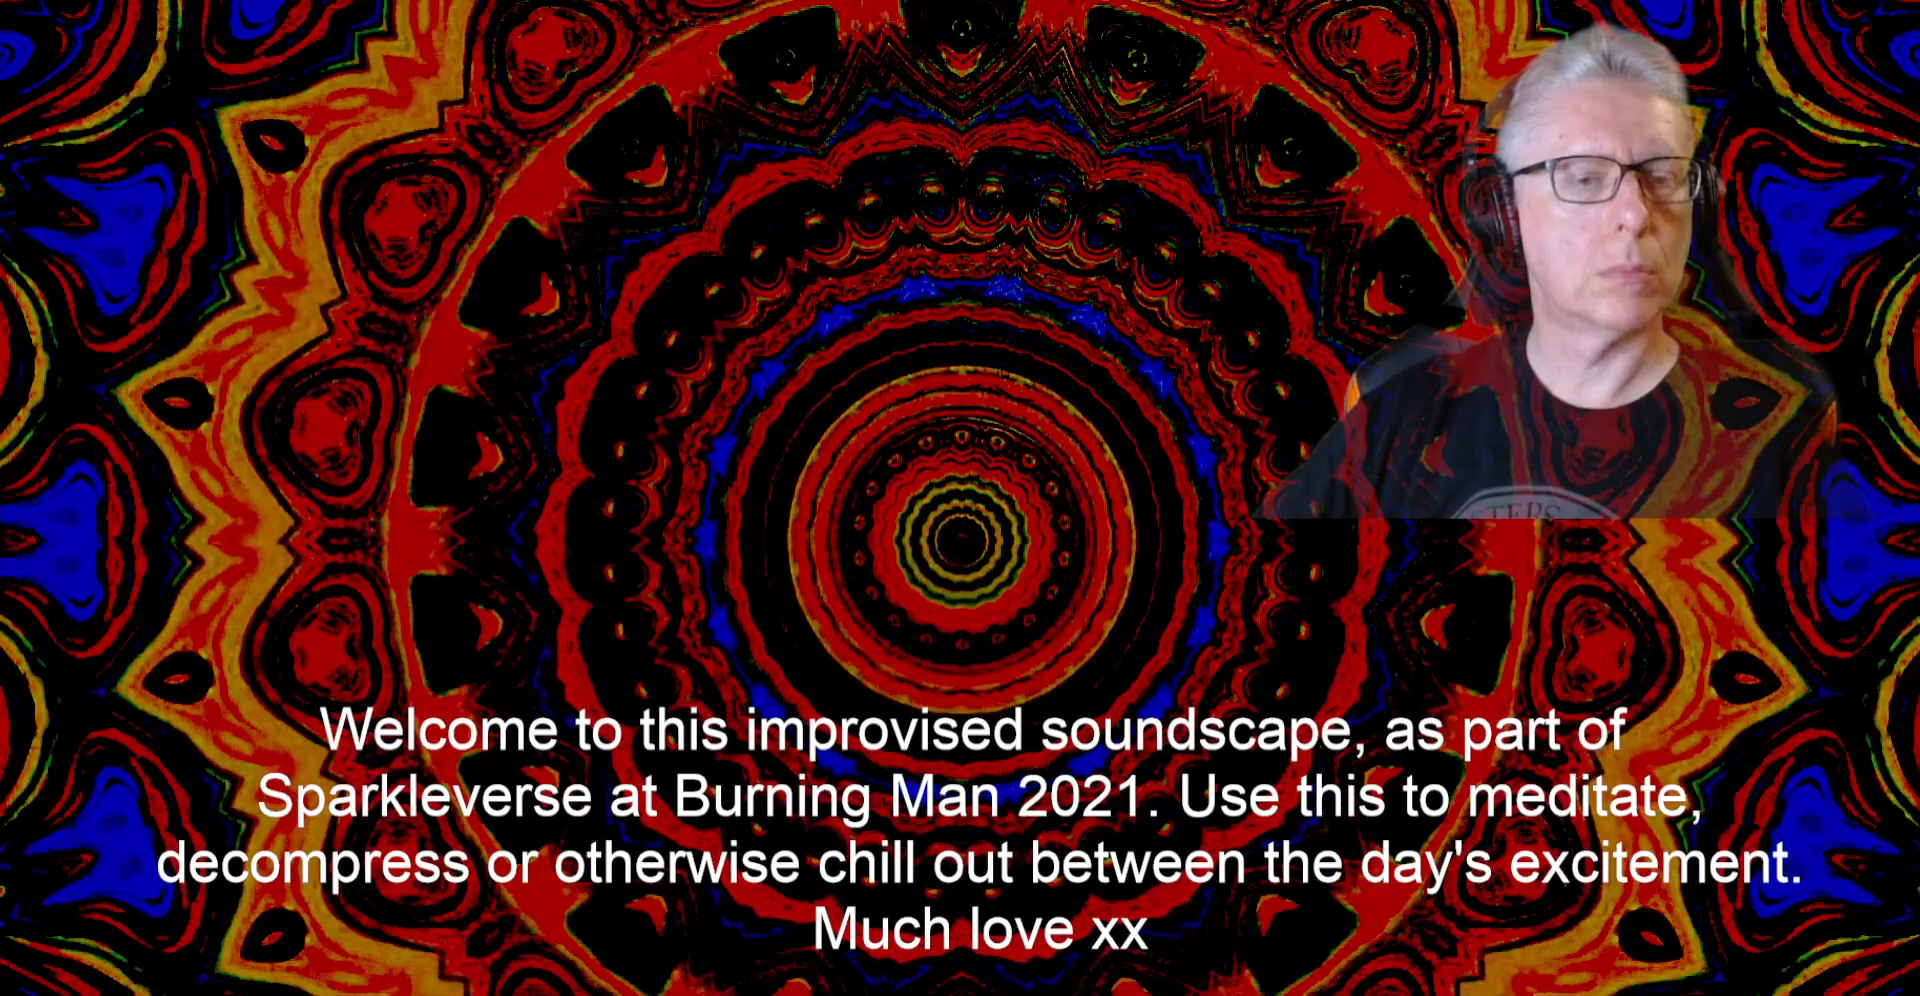 STERS
Welcome to this improvised soundscape, as part of
Sparkleverse at Burning Man 2021. Use this to meditate,
decompress or otherwise chill out between the day's excitement.
Much love xx